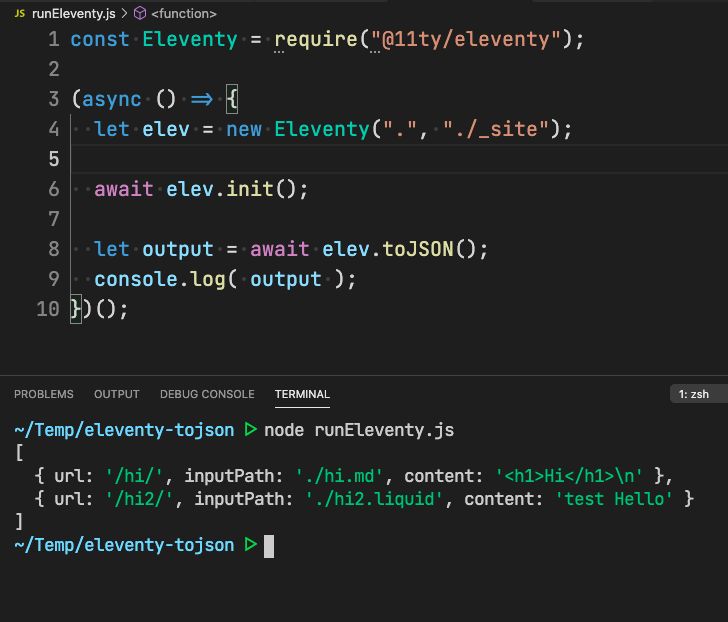 JS runEleventy.js > <function>
1 const Eleventy = require("@11ty/eleventy");
2
3 (async () => {
4   let elev = new Eleventy(".", "./_site");
5
6   await elev.init();
7
8   let output = await elev.toJSON();
9   console.log( output );
10 })();
PROBLEMS OUTPUT DEBUG CONSOLE TERMINAL 1: zsh
~/Temp/eleventy-tojson ▷ node runEleventy.js
[
  { url: '/hi/', inputPath: './hi.md', content: '<h1>Hi</h1>\n' },
  { url: '/hi2/', inputPath: './hi2.liquid', content: 'test Hello' }
]
~/Temp/eleventy-tojson ▷